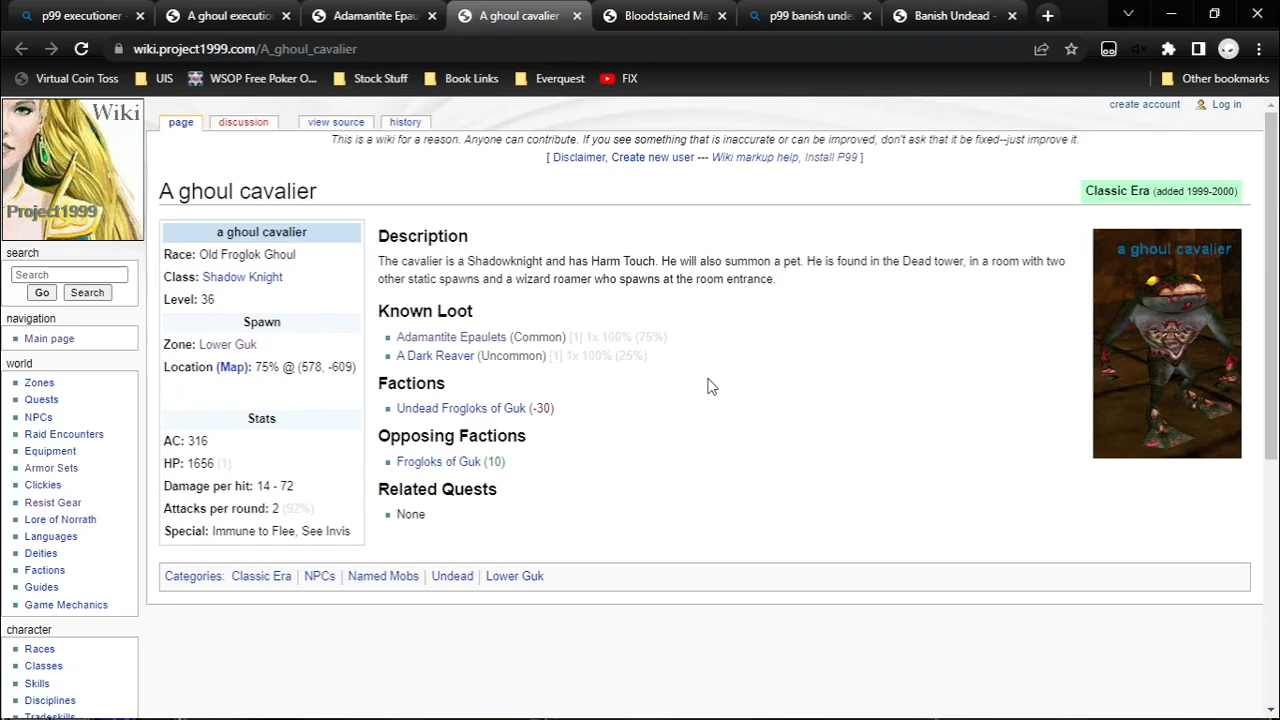 p99 executioner -
A ghoul executio
Adamantite Epau
A ghoul cavalier
Bloodstained Ma
p99 banish unde
Banish Undead -
wiki.project1999.com/A_ghoul_cavalier
Virtual Coin Toss UIS WSOP Free Poker O... Stock Stuff Book Links Everquest FIX Other bookmarks
Wiki
Project1999
create account Log in
page discussion view source history
This is a wiki for a reason. Anyone can contribute. If you see something that is inaccurate or can be improved, don't ask that it be fixed--just improve it.
[ Disclaimer, Create new user --- Wiki markup help, Install P99 ]
A ghoul cavalier
Classic Era (added 1999-2000)
a ghoul cavalier
Race: Old Froglok Ghoul
Class: Shadow Knight
Level: 36
Spawn
Zone: Lower Guk
Location (Map): 75% @ (578, -609)
Stats
AC: 316
HP: 1656 (1)
Damage per hit: 14 - 72
Attacks per round: 2 (92%)
Special: Immune to Flee, See Invis
Description
The cavalier is a Shadowknight and has Harm Touch. He will also summon a pet. He is found in the Dead tower, in a room with two
other static spawns and a wizard roamer who spawns at the room entrance.
Known Loot
Adamantite Epaulets (Common) [1] 1x 100% (75%)
A Dark Reaver (Uncommon) [1] 1x 100% (25%)
Factions
Undead Frogloks of Guk (-30)
Opposing Factions
Frogloks of Guk (10)
Related Quests
None
a ghoul cavalier
Categories: Classic Era | NPCs | Named Mobs | Undead | Lower Guk
search
Search
Go Search
navigation
Main page
world
Zones
Quests
NPCs
Raid Encounters
Equipment
Armor Sets
Clickies
Resist Gear
Lore of Norrath
Languages
Deities
Factions
Guides
Game Mechanics
character
Races
Classes
Skills
Disciplines
Tradeskills